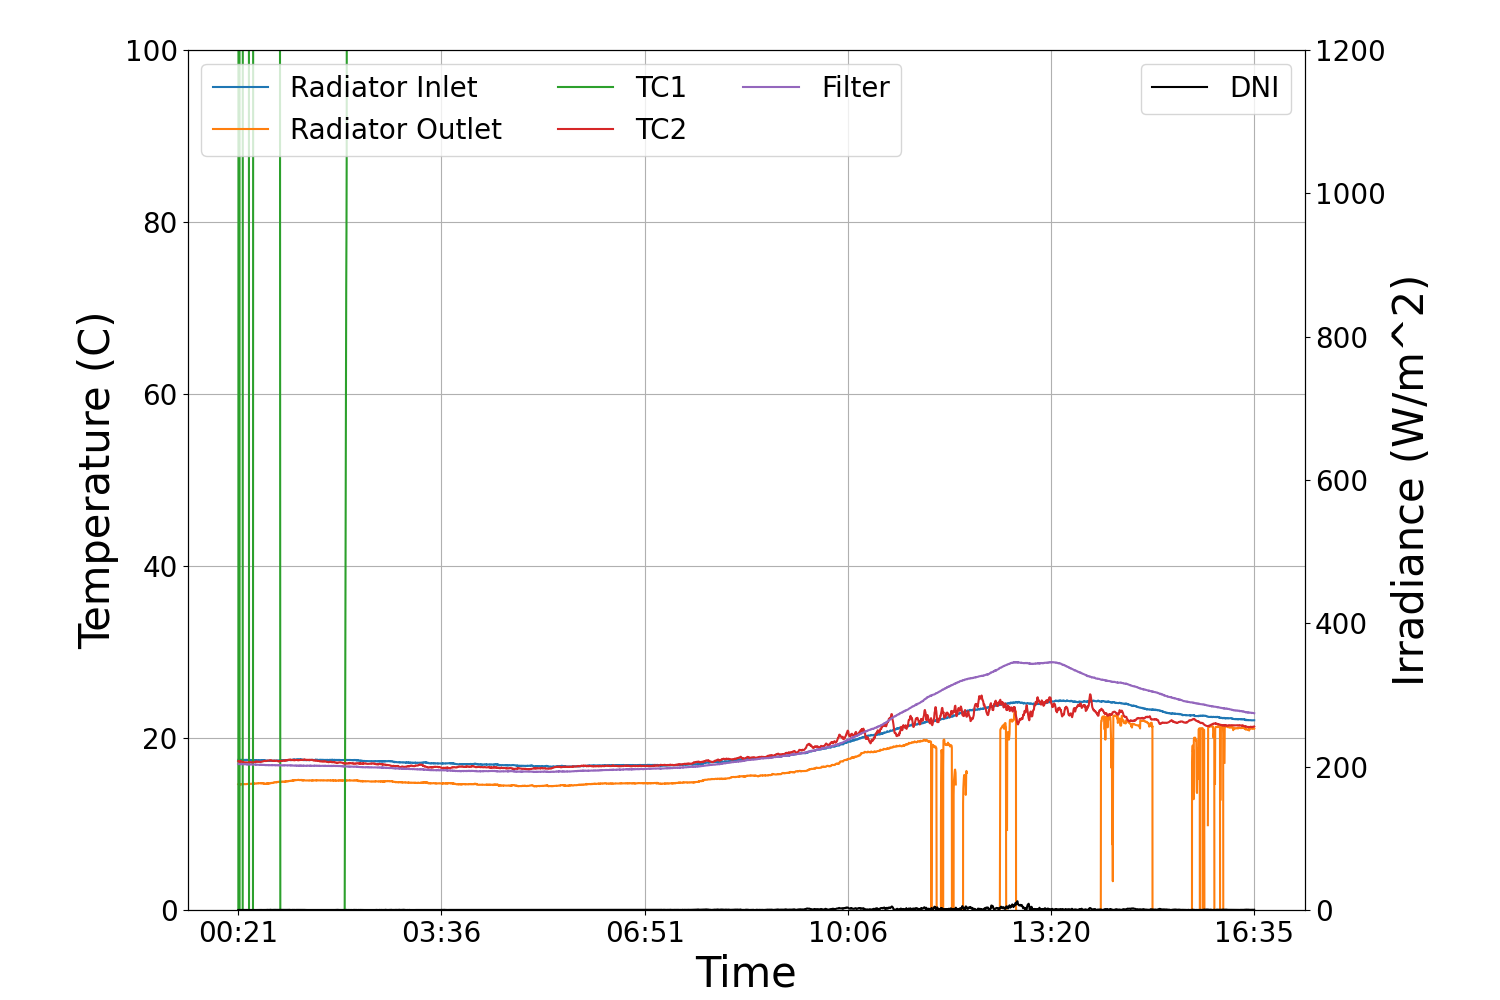 100
80
60
40
20
0
Temperature (C)
Radiator Inlet
Radiator Outlet
TC1
TC2
Filter
DNI
1200
1000
800
600
400
200
0
Irradiance (W/m^2)
00:21 03:36 06:51 10:06 13:20 16:35
Time